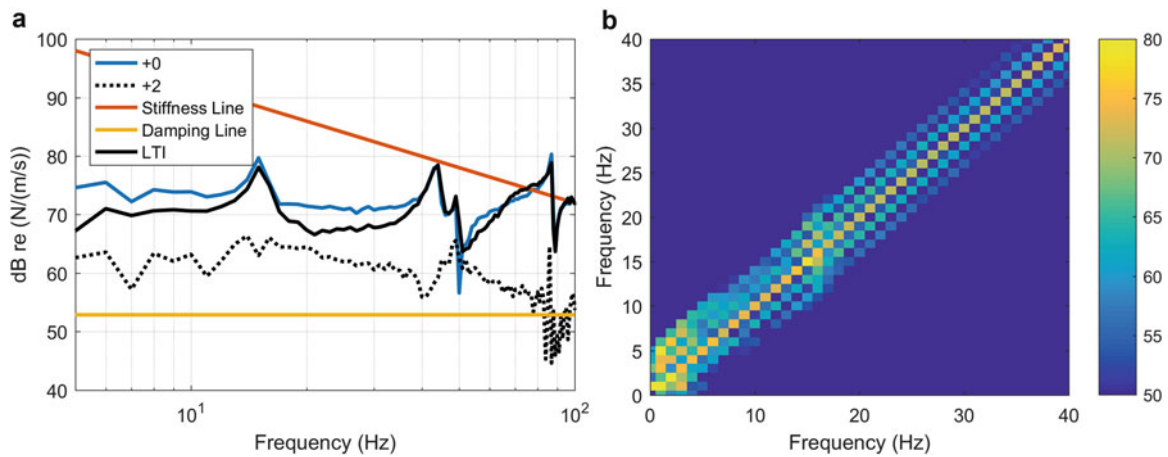 a
100
90
80
70
60
50
40
dB re (N/(m/s))
+0
+2
Stiffness Line
Damping Line
LTI
10^1
10^2
Frequency (Hz)
b
40
35
30
25
20
15
10
5
0
Frequency (Hz)
0 10 20 30 40
Frequency (Hz)
80
75
70
65
60
55
50